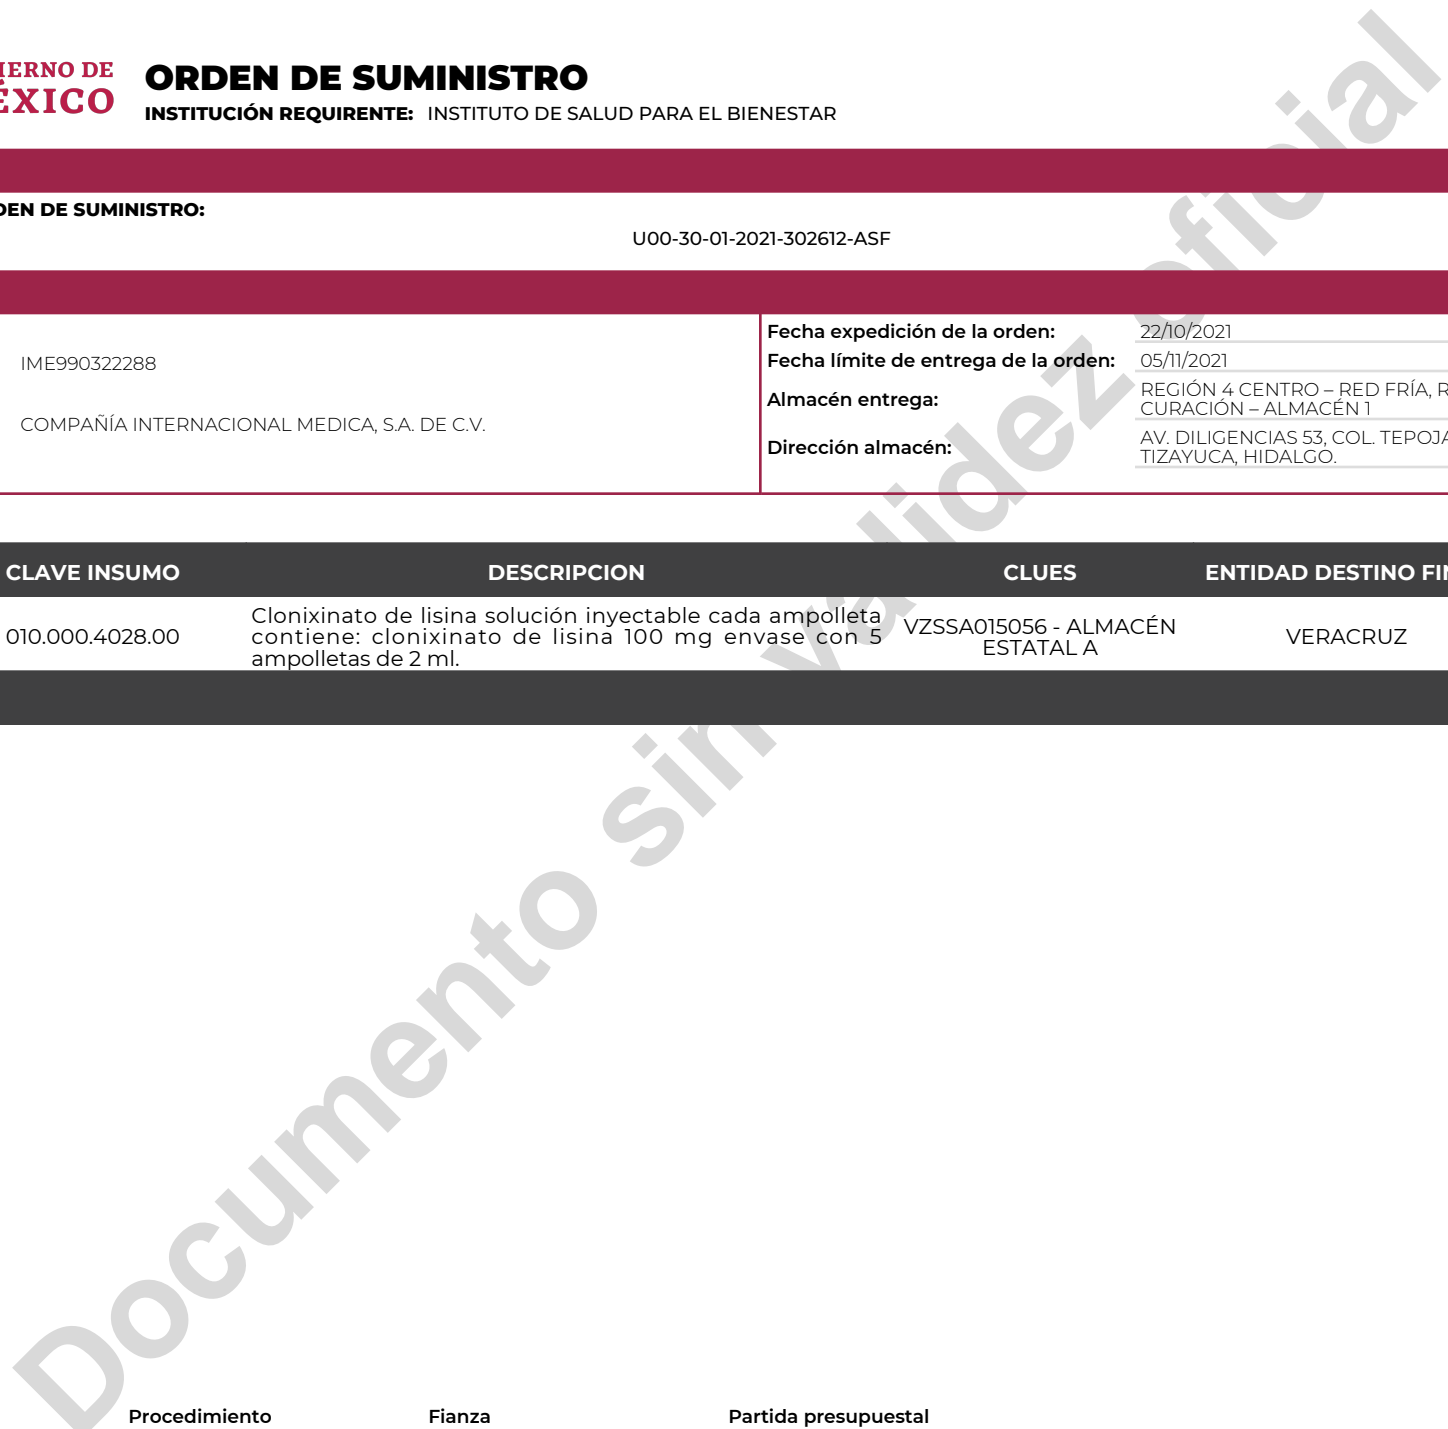 IERNO DE
ÉXICO
ORDEN DE SUMINISTRO
INSTITUCIÓN REQUIRENTE: INSTITUTO DE SALUD PARA EL BIENESTAR
DEN DE SUMINISTRO:
U00-30-01-2021-302612-ASF
IME990322288
COMPAÑÍA INTERNACIONAL MEDICA, S.A. DE C.V.
Fecha expedición de la orden: 22/10/2021
Fecha límite de entrega de la orden: 05/11/2021
Almacén entrega: REGIÓN 4 CENTRO – RED FRÍA, R
CURACIÓN – ALMACÉN 1
Dirección almacén: AV. DILIGENCIAS 53, COL. TEPOJA
TIZAYUCA, HIDALGO.
CLAVE INSUMO DESCRIPCION CLUES ENTIDAD DESTINO FIN
010.000.4028.00
Clonixinato de lisina solución inyectable cada ampolleta
contiene: clonixinato de lisina 100 mg envase con 5
ampolletas de 2 ml.
VZSSA015056 - ALMACÉN
ESTATAL A
VERACRUZ
Documento sin validez oficial
Procedimiento Fianza Partida presupuestal